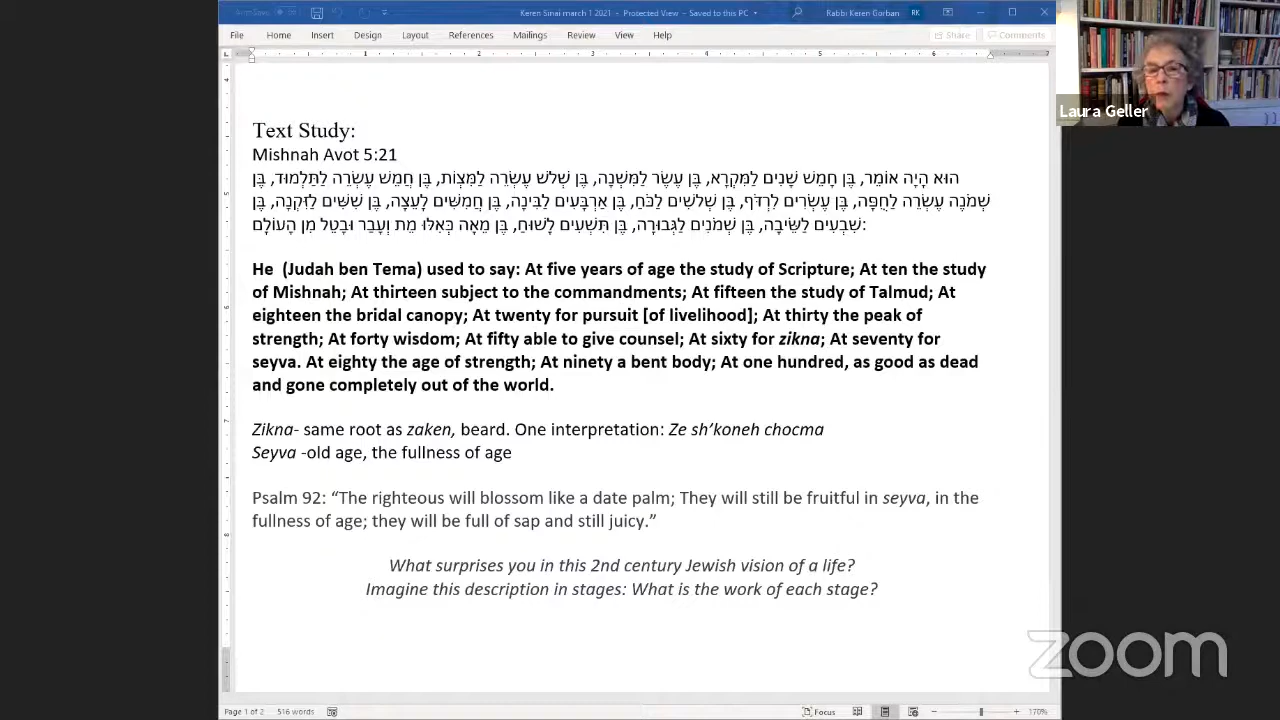 Keren Sinai march 1 2021 - Protected View - Saved to this PC
Rabbi Keren Gorban RK
File Home Insert Design Layout References Mailings Review View Help Share Comments
Laura Geller
Text Study:
Mishnah Avot 5:21
הוּא הָיָה אוֹמֵר, בֶּן חָמֵשׁ שָׁנִים לַמִּקְרָא, בֶּן עֶשֶׂר לַמִּשְׁנָה, בֶּן שְׁלֹשׁ עֶשְׂרֵה לַמִּצְוֹת, בֶּן חֲמֵשׁ עֶשְׂרֵה לַתַּלְמוּד, בֶּן
שְׁמֹנֶה עֶשְׂרֵה לַחֻפָּה, בֶּן עֶשְׂרִים לִרְדֹּף, בֶּן שְׁלֹשִׁים לַכֹּחַ, בֶּן אַרְבָּעִים לַבִּינָה, בֶּן חֲמִשִּׁים לָעֵצָה, בֶּן שִׁשִּׁים לַזִּקְנָה, בֶּן
שִׁבְעִים לַשֵּׂיבָה, בֶּן שְׁמֹנִים לַגְּבוּרָה, בֶּן תִּשְׁעִים לָשׁוּחַ, בֶּן מֵאָה כְּאִלּוּ מֵת וְעָבַר וּבָטֵל מִן הָעוֹלָם:
He (Judah ben Tema) used to say: At five years of age the study of Scripture; At ten the study
of Mishnah; At thirteen subject to the commandments; At fifteen the study of Talmud; At
eighteen the bridal canopy; At twenty for pursuit [of livelihood]; At thirty the peak of
strength; At forty wisdom; At fifty able to give counsel; At sixty for zikna; At seventy for
seyva. At eighty the age of strength; At ninety a bent body; At one hundred, as good as dead
and gone completely out of the world.
Zikna- same root as zaken, beard. One interpretation: Ze sh’koneh chocma
Seyva -old age, the fullness of age
Psalm 92: “The righteous will blossom like a date palm; They will still be fruitful in seyva, in the
fullness of age; they will be full of sap and still juicy.”
What surprises you in this 2nd century Jewish vision of a life?
Imagine this description in stages: What is the work of each stage?
zoom
Page 1 of 2 516 words Focus 170%